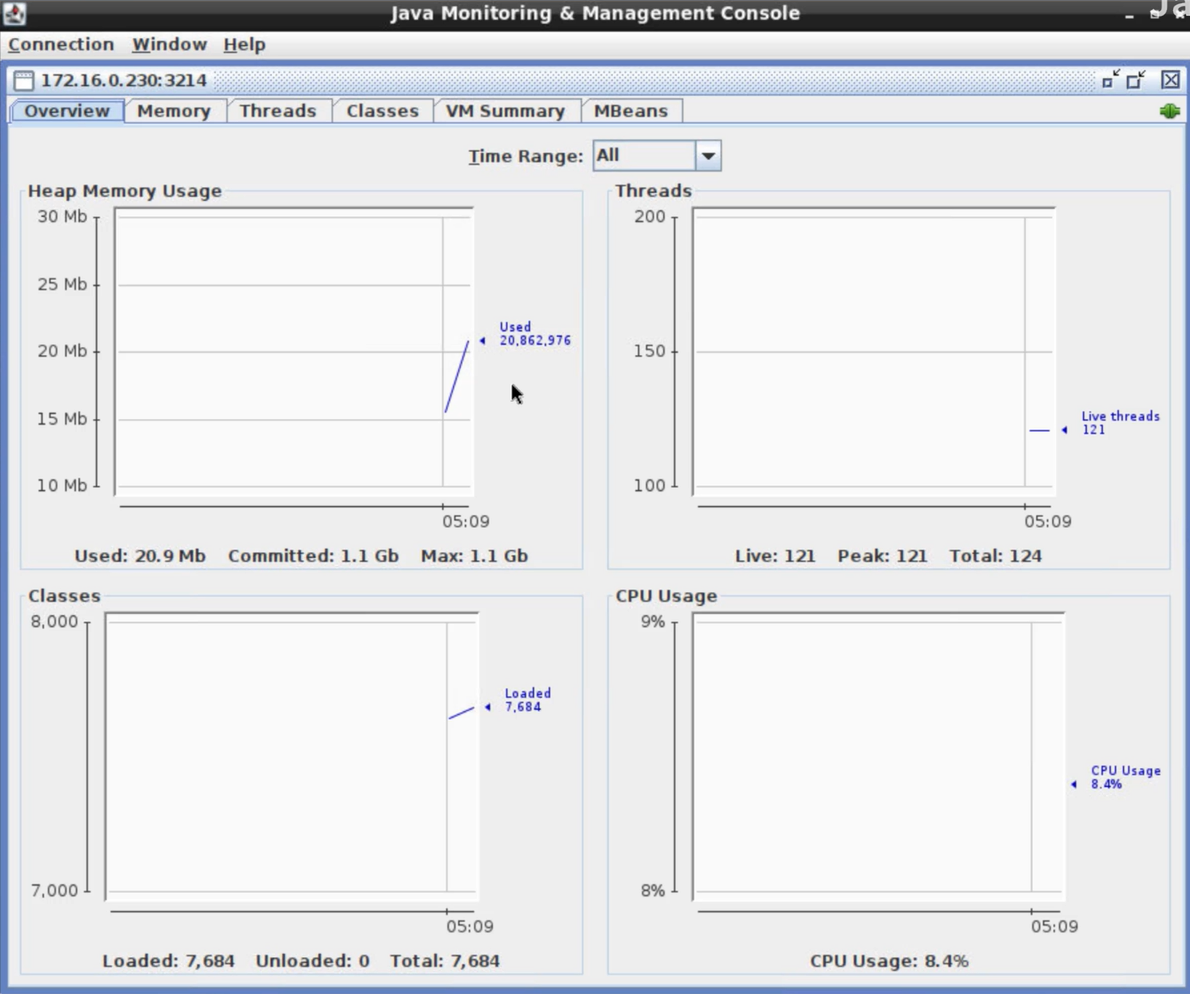 Java Monitoring & Management Console
Ja
Connection Window Help
172.16.0.230:3214
Overview Memory Threads Classes VM Summary MBeans
Time Range: All
Heap Memory Usage
30 Mb
25 Mb
20 Mb
15 Mb
10 Mb
Used
20,862,976
05:09
Used: 20.9 Mb Committed: 1.1 Gb Max: 1.1 Gb
Threads
200
150
100
Live threads
121
05:09
Live: 121 Peak: 121 Total: 124
Classes
8,000
7,000
Loaded
7,684
05:09
Loaded: 7,684 Unloaded: 0 Total: 7,684
CPU Usage
9%
8%
CPU Usage
8.4%
05:09
CPU Usage: 8.4%